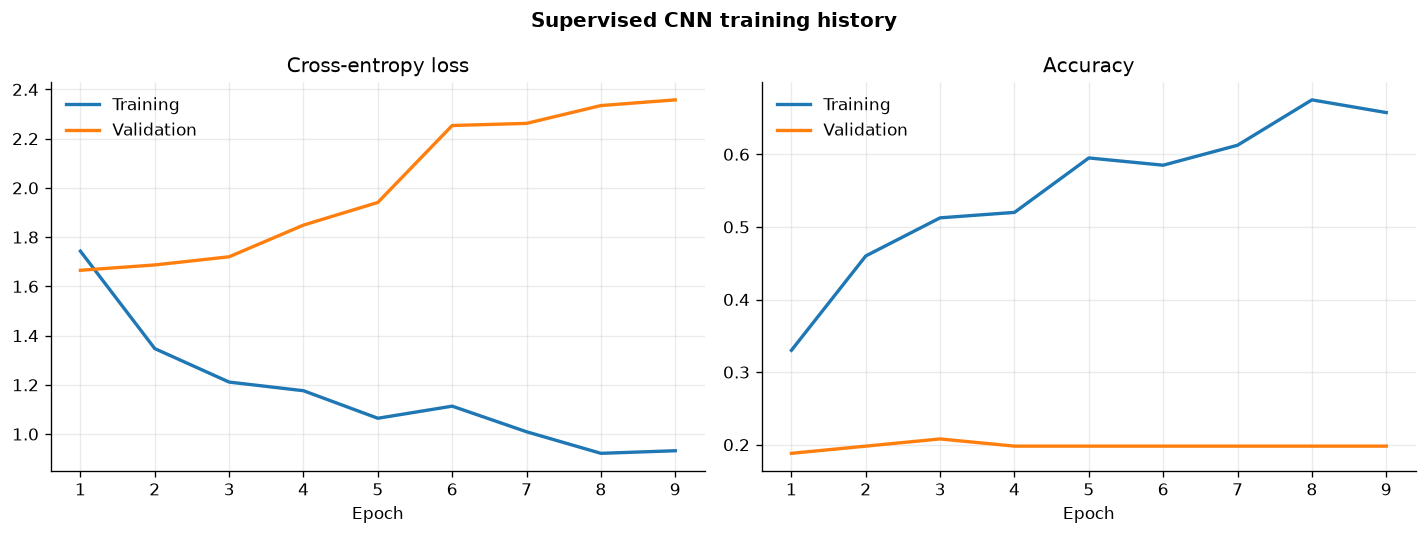 Supervised CNN training history
Cross-entropy loss
Training
Validation
2.4
2.2
2.0
1.8
1.6
1.4
1.2
1.0
1 2 3 4 5 6 7 8 9
Epoch
Accuracy
Training
Validation
0.6
0.5
0.4
0.3
0.2
1 2 3 4 5 6 7 8 9
Epoch